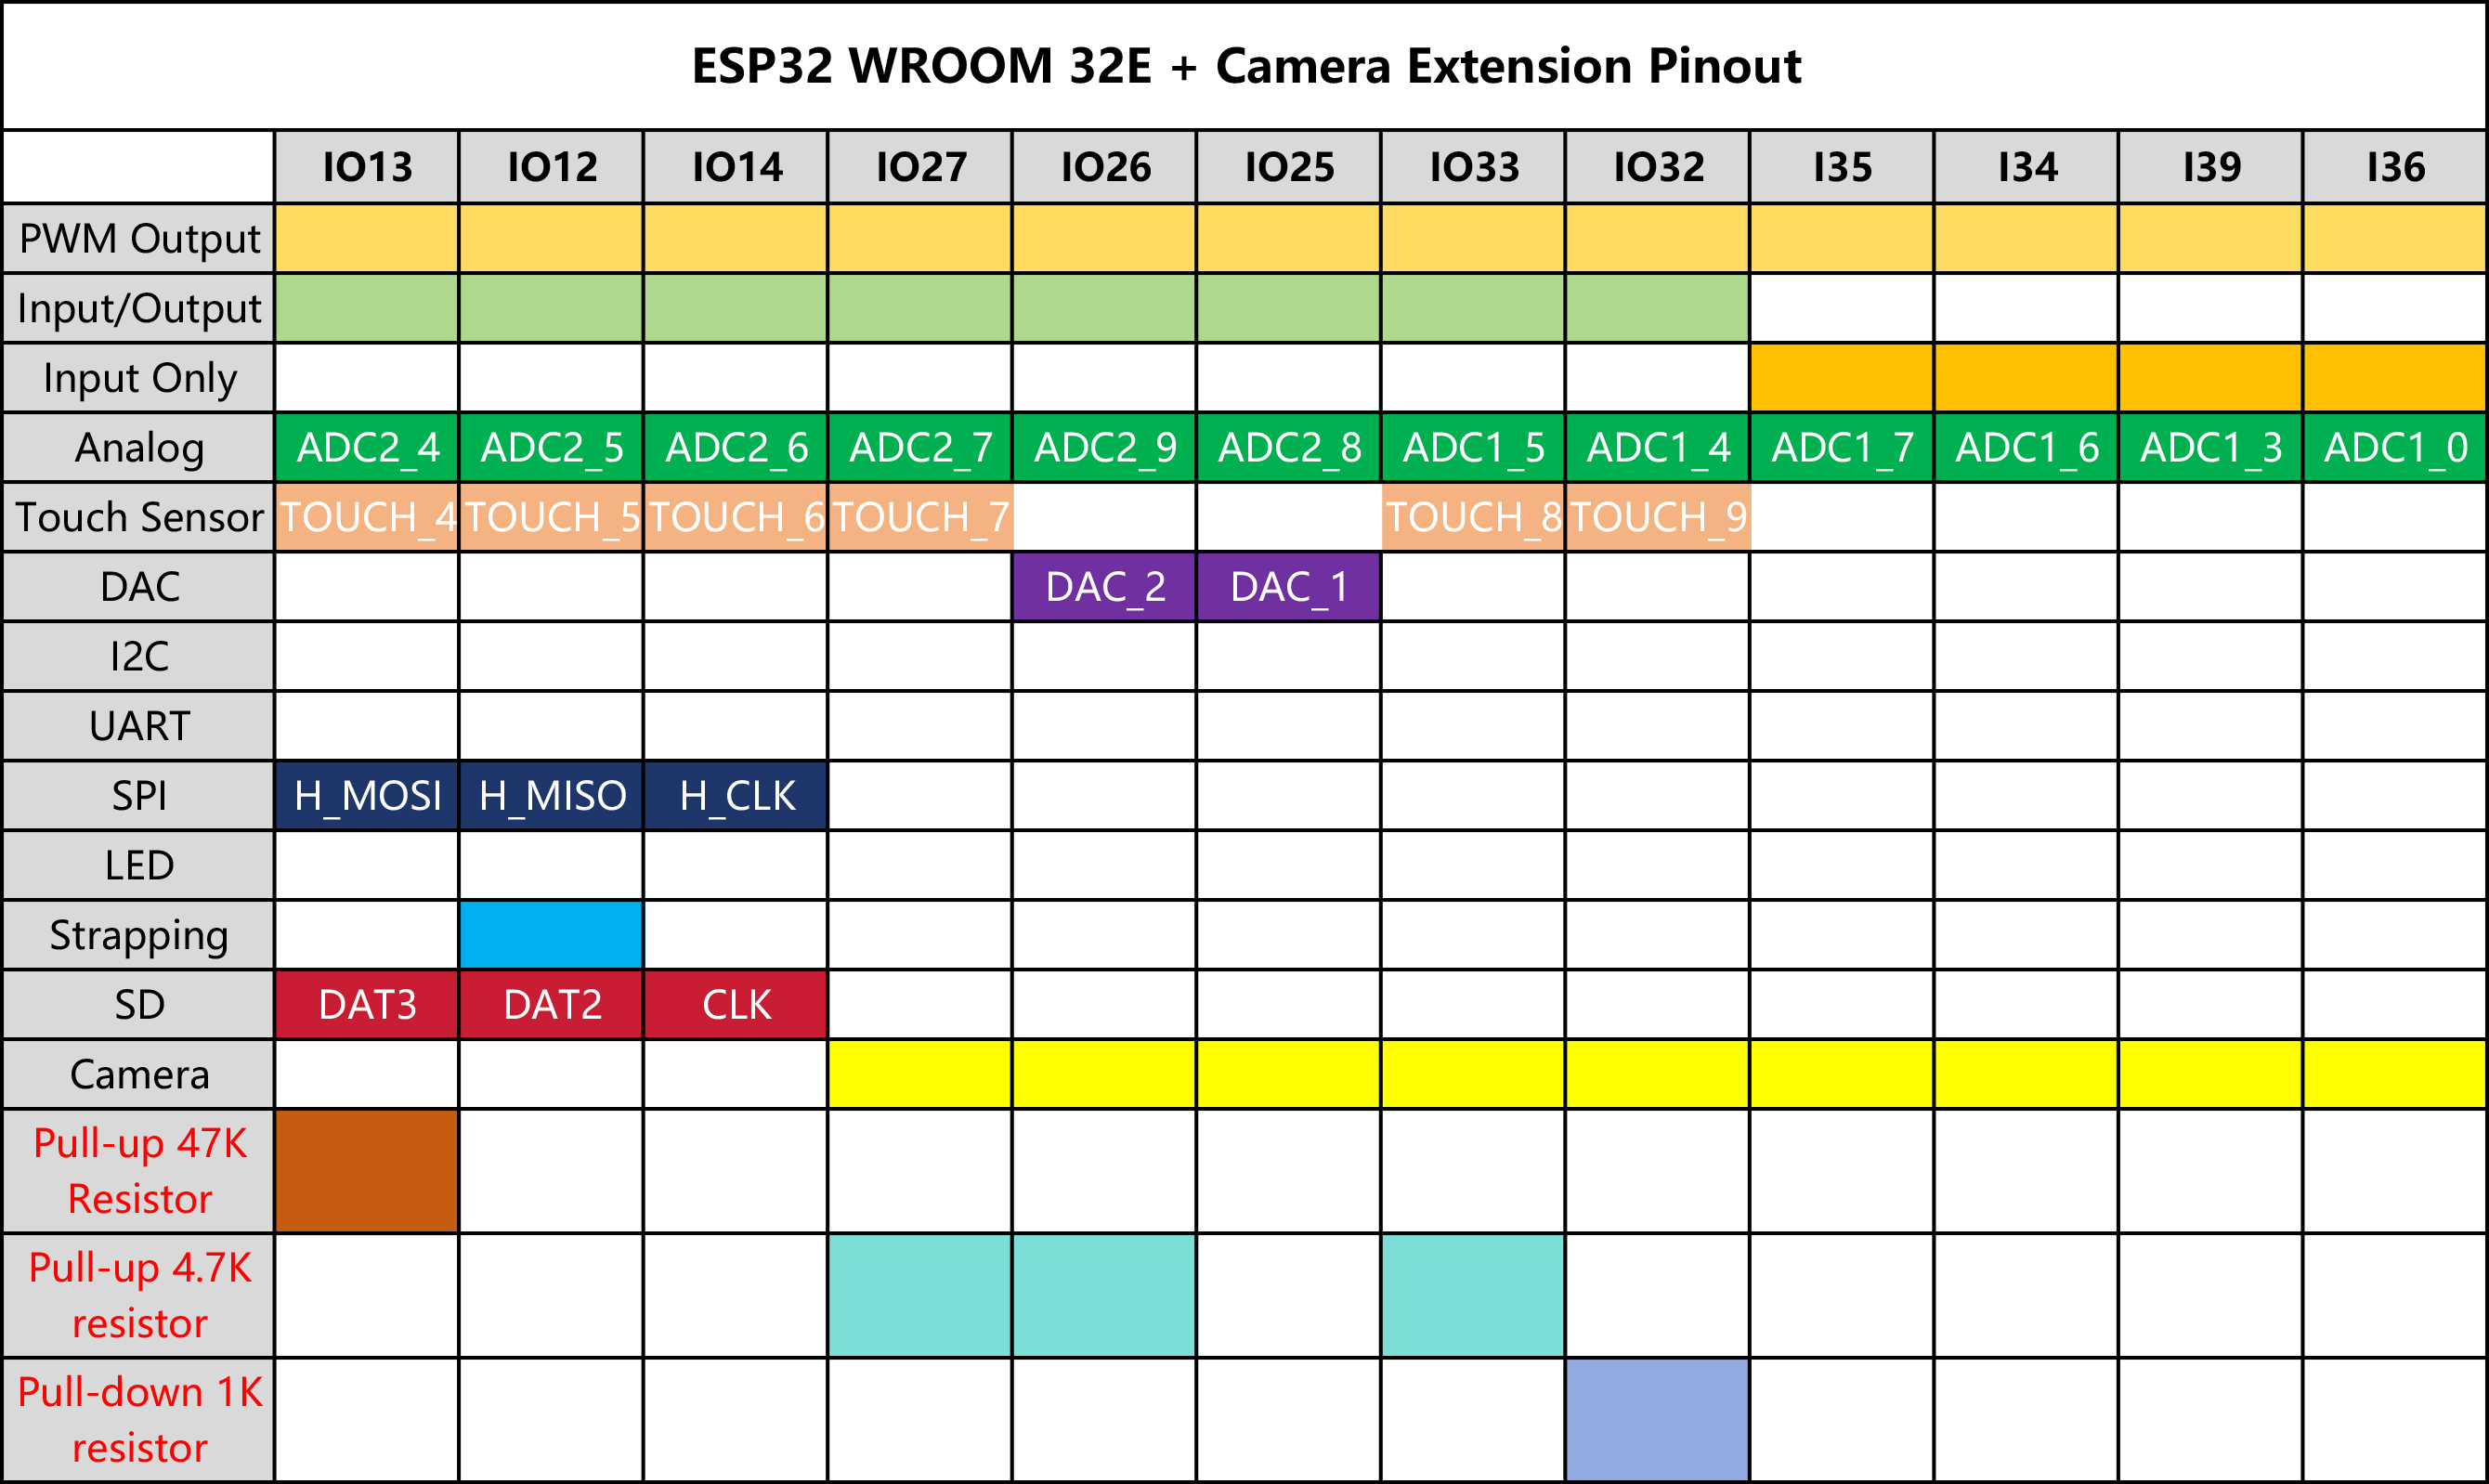 ESP32 WROOM 32E + Camera Extension Pinout
IO13 IO12 IO14 IO27 IO26 IO25 IO33 IO32 I35 I34 I39 I36
PWM Output
Input/Output
Input Only
Analog ADC2_4 ADC2_5 ADC2_6 ADC2_7 ADC2_9 ADC2_8 ADC1_5 ADC1_4 ADC1_7 ADC1_6 ADC1_3 ADC1_0
Touch Sensor TOUCH_4 TOUCH_5 TOUCH_6 TOUCH_7 TOUCH_8 TOUCH_9
DAC DAC_2 DAC_1
I2C
UART
SPI H_MOSI H_MISO H_CLK
LED
Strapping
SD DAT3 DAT2 CLK
Camera
Pull-up 47K
Resistor
Pull-up 4.7K
resistor
Pull-down 1K
resistor